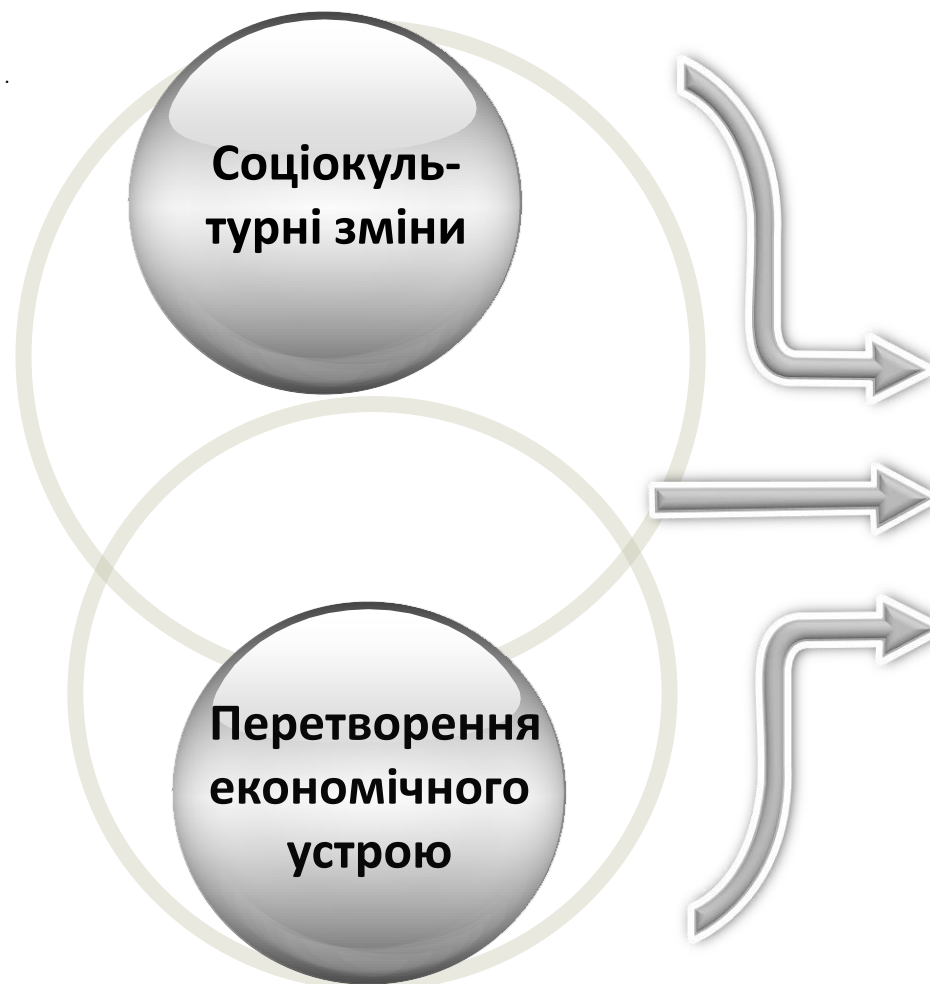 Соціокуль-
турні зміни
Перетворення
економічного
устрою